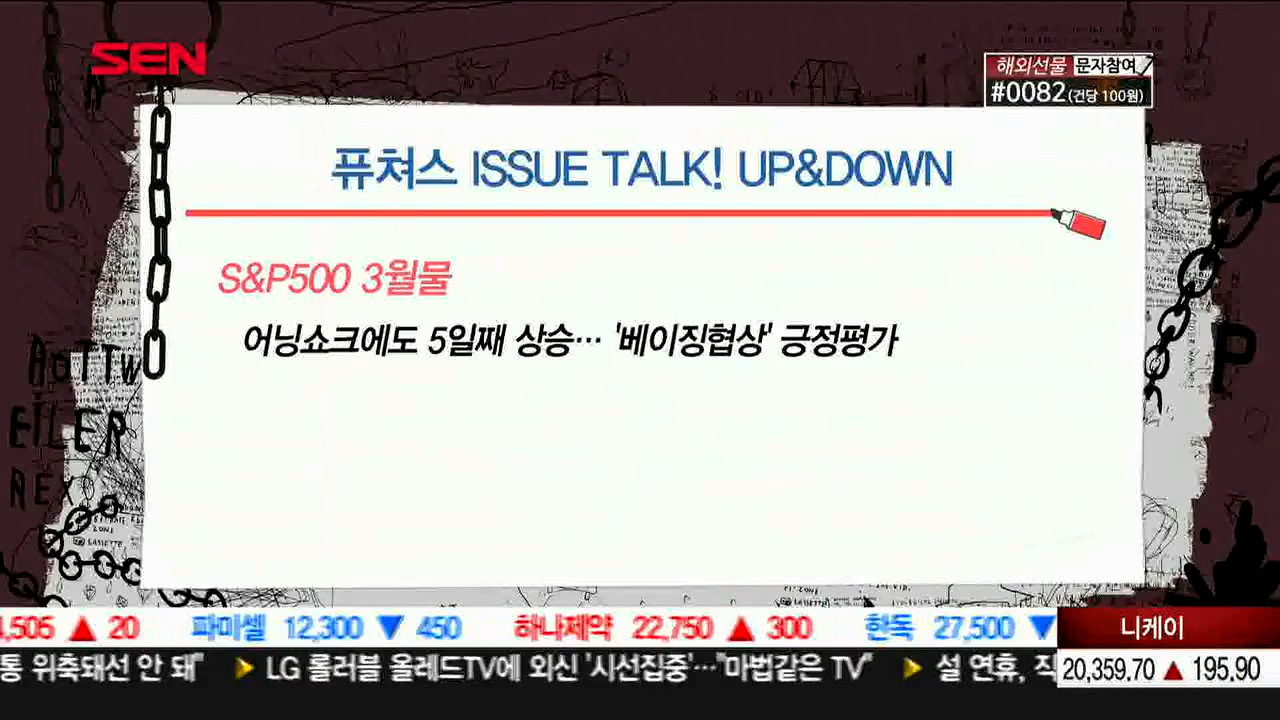 SEN
해외선물 문자참여
#0082(건당 100원)
퓨쳐스 ISSUE TALK! UP&DOWN
S&P500 3월물
어닝쇼크에도 5일째 상승… '베이징협상' 긍정평가
ROTTW
EILER
REX
P
,505 ▲ 20 파미셀 12,300 ▼ 450 하나제약 22,750 ▲ 300 한독 27,500 ▼
니케이
통 위축돼선 안 돼" ▶ LG 롤러블 올레드TV에 외신 '시선집중'…"마법같은 TV" ▶ 설 연휴, 직
20,359.70 ▲ 195.90